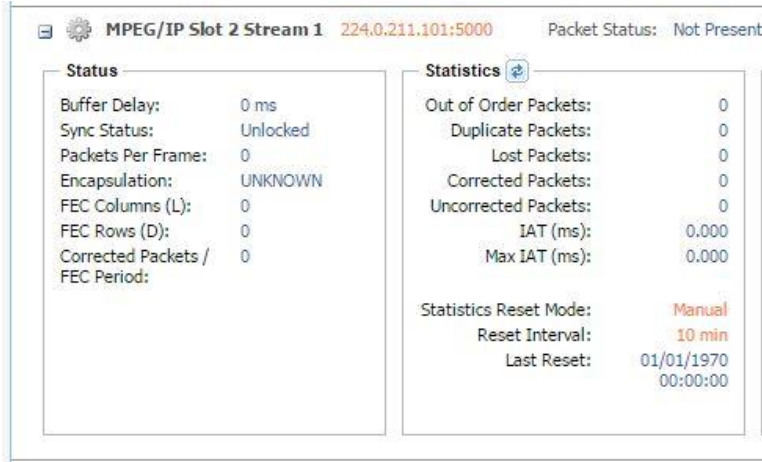 MPEG/IP Slot 2 Stream 1 224.0.211.101:5000 Packet Status: Not Present
Status
Buffer Delay: 0 ms
Sync Status: Unlocked
Packets Per Frame: 0
Encapsulation: UNKNOWN
FEC Columns (L): 0
FEC Rows (D): 0
Corrected Packets / 0
FEC Period:
Statistics
Out of Order Packets: 0
Duplicate Packets: 0
Lost Packets: 0
Corrected Packets: 0
Uncorrected Packets: 0
IAT (ms): 0.000
Max IAT (ms): 0.000
Statistics Reset Mode: Manual
Reset Interval: 10 min
Last Reset: 01/01/1970
00:00:00